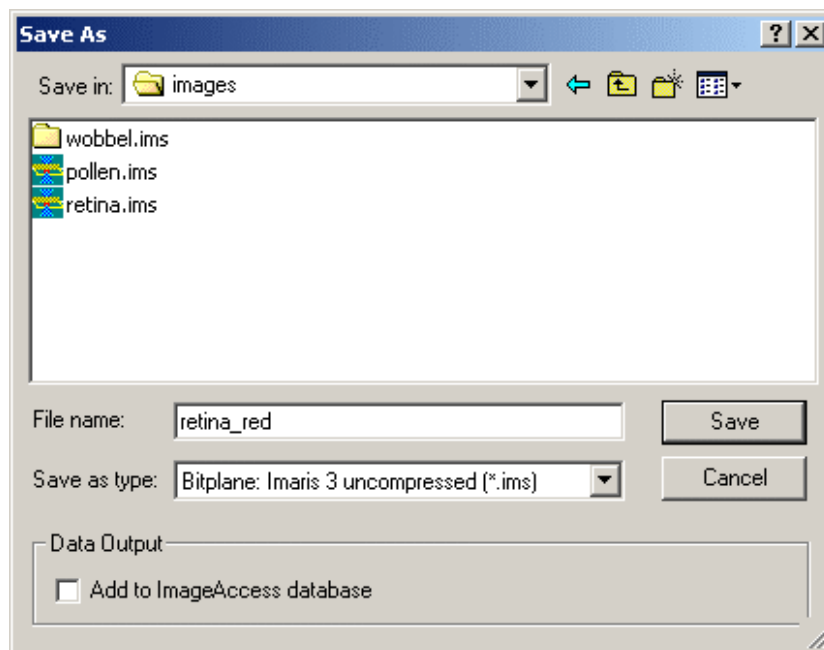 Save As
Save in: images
wobbel.ims
pollen.ims
retina.ims
File name: retina_red Save
Save as type: Bitplane: Imaris 3 uncompressed (*.ims) Cancel
Data Output
Add to ImageAccess database